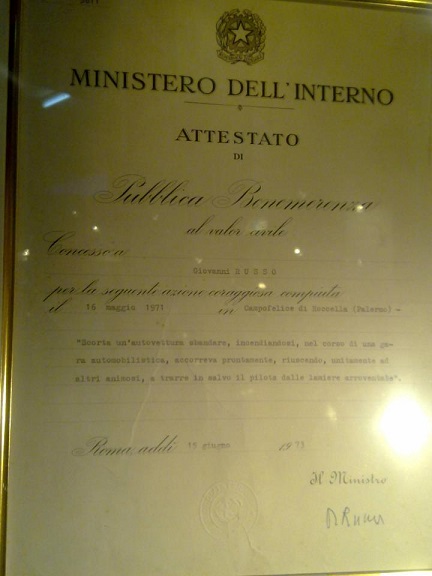 MINISTERO DELL'INTERNO
ATTESTATO
DI
Pubblica Benemerenza
al valor civile
Concesso a
Giovanni
per la seguente azione coraggiosa compiuta
il 16 maggio 1971 in Campofelice di Roccella (Palermo) -
"Scorta un'autovettura sbandare, incendiandosi, nel corso di una ga-
ra automobilistica, accorreva prontamente, riuscendo, unitamente ad
altri animosi, a trarre in salvo il pilota dalle lamiere arroventate".
Roma, addì giugno 1973
Il Ministro